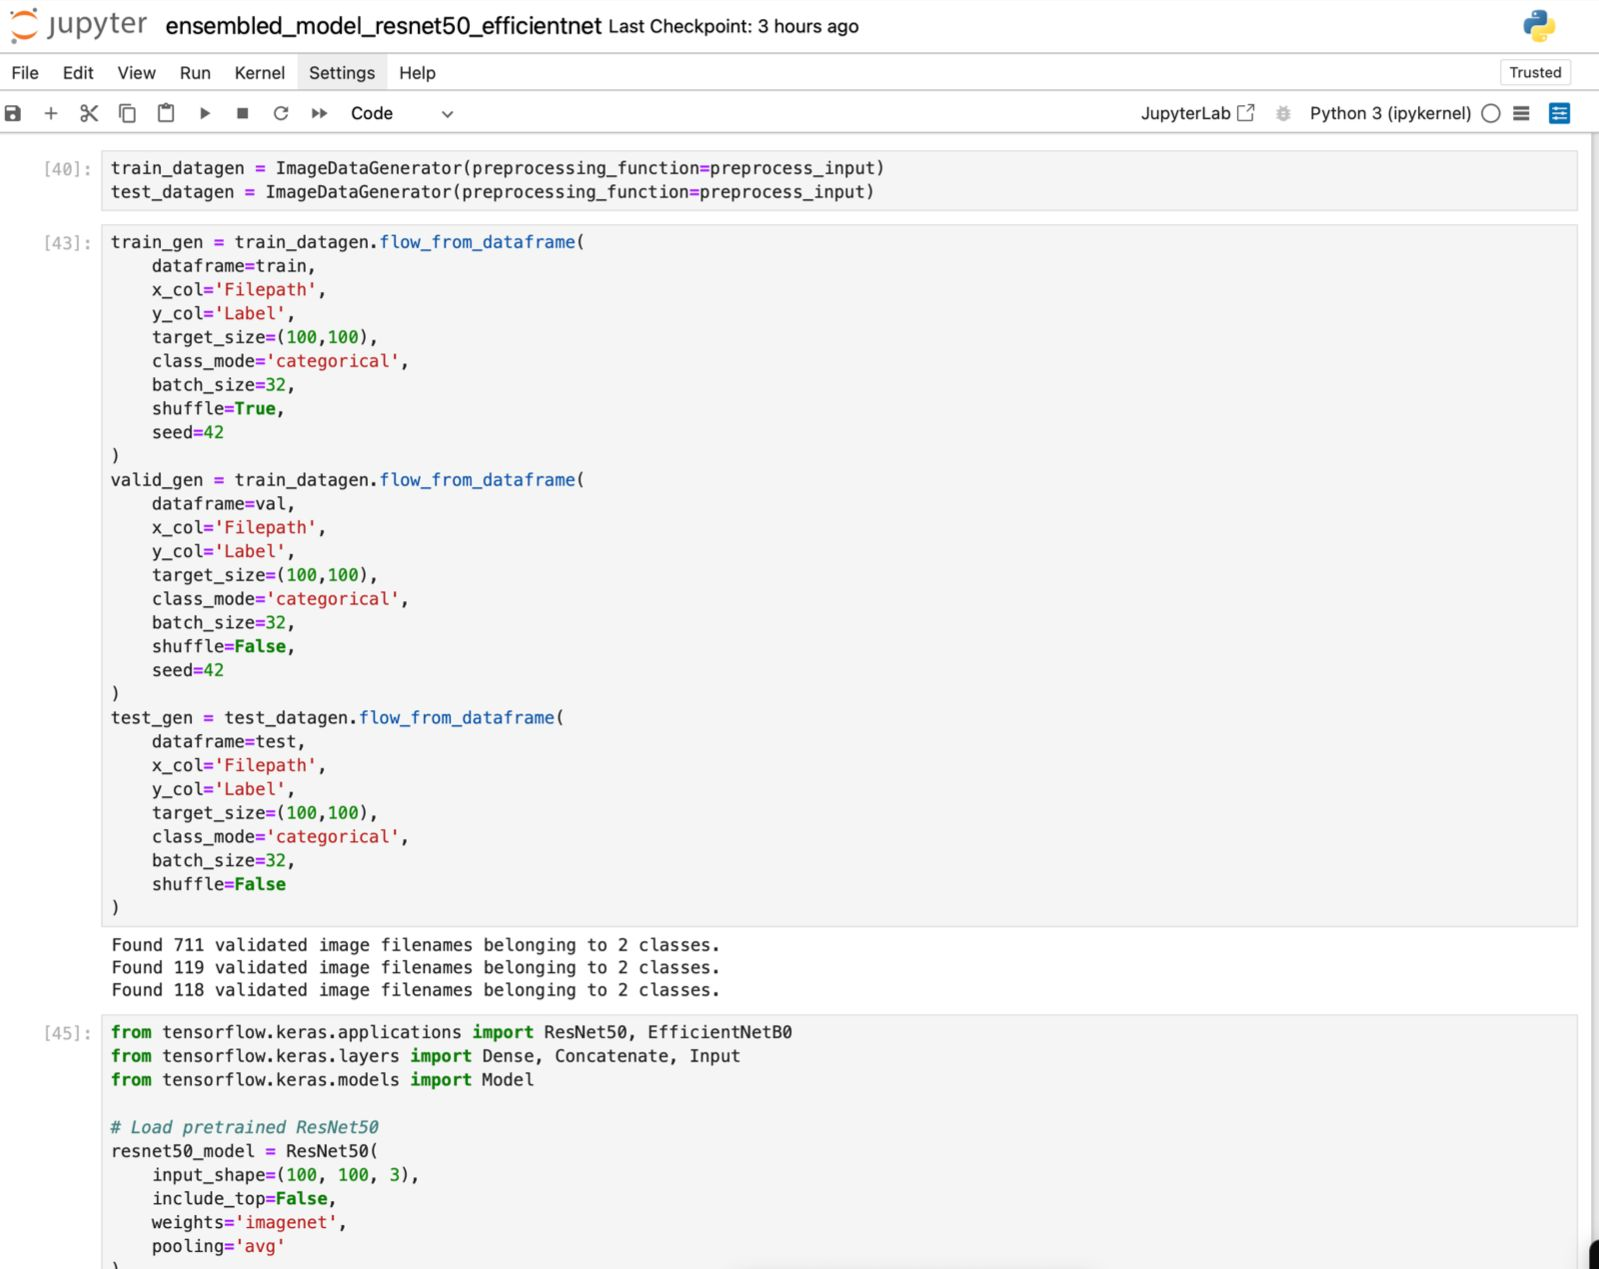 jupyter ensembled_model_resnet50_efficientnet Last Checkpoint: 3 hours ago
File Edit View Run Kernel Settings Help Trusted
Code JupyterLab Python 3 (ipykernel)
[40]: train_datagen = ImageDataGenerator(preprocessing_function=preprocess_input)
test_datagen = ImageDataGenerator(preprocessing_function=preprocess_input)
[43]: train_gen = train_datagen.flow_from_dataframe(
    dataframe=train,
    x_col='Filepath',
    y_col='Label',
    target_size=(100,100),
    class_mode='categorical',
    batch_size=32,
    shuffle=True,
    seed=42
)
valid_gen = train_datagen.flow_from_dataframe(
    dataframe=val,
    x_col='Filepath',
    y_col='Label',
    target_size=(100,100),
    class_mode='categorical',
    batch_size=32,
    shuffle=False,
    seed=42
)
test_gen = test_datagen.flow_from_dataframe(
    dataframe=test,
    x_col='Filepath',
    y_col='Label',
    target_size=(100,100),
    class_mode='categorical',
    batch_size=32,
    shuffle=False
)
Found 711 validated image filenames belonging to 2 classes.
Found 119 validated image filenames belonging to 2 classes.
Found 118 validated image filenames belonging to 2 classes.
[45]: from tensorflow.keras.applications import ResNet50, EfficientNetB0
from tensorflow.keras.layers import Dense, Concatenate, Input
from tensorflow.keras.models import Model
# Load pretrained ResNet50
resnet50_model = ResNet50(
    input_shape=(100, 100, 3),
    include_top=False,
    weights='imagenet',
    pooling='avg'
)